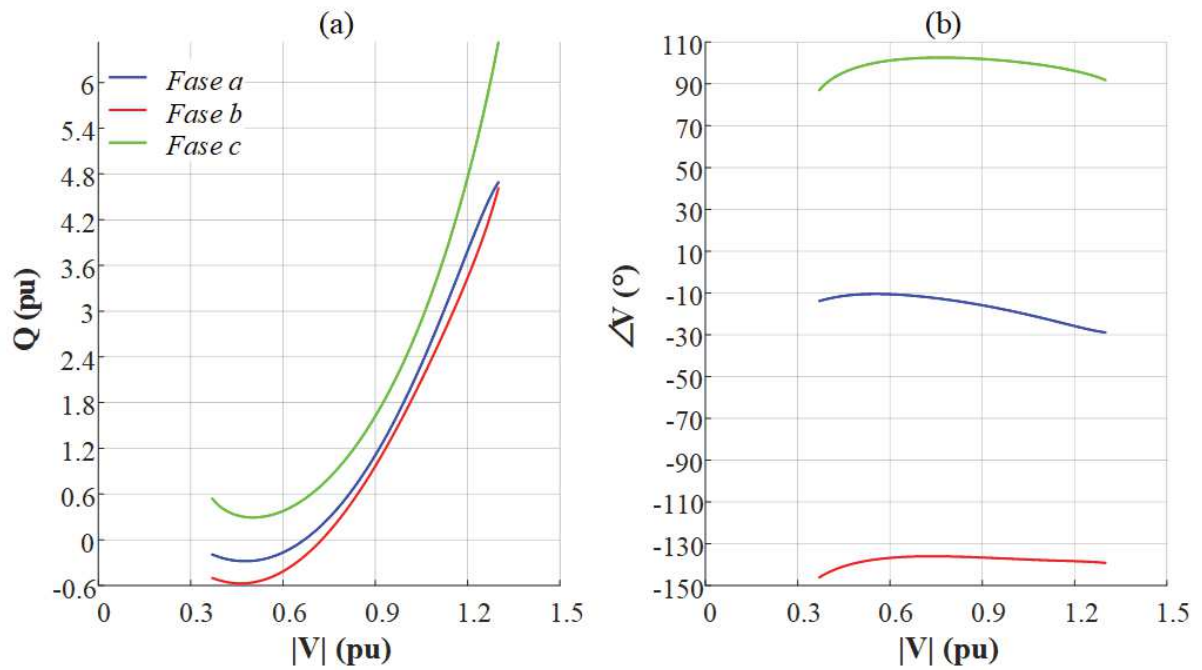 (a)
6
5.4
4.8
4.2
3.6
3
2.4
1.8
1.2
0.6
0
-0.6
Q (pu)
Fase a
Fase b
Fase c
0 0.3 0.6 0.9 1.2 1.5
|V| (pu)
(b)
110
90
70
50
30
10
-10
-30
-50
-70
-90
-110
-130
-150
∠V (°)
0 0.3 0.6 0.9 1.2 1.5
|V| (pu)